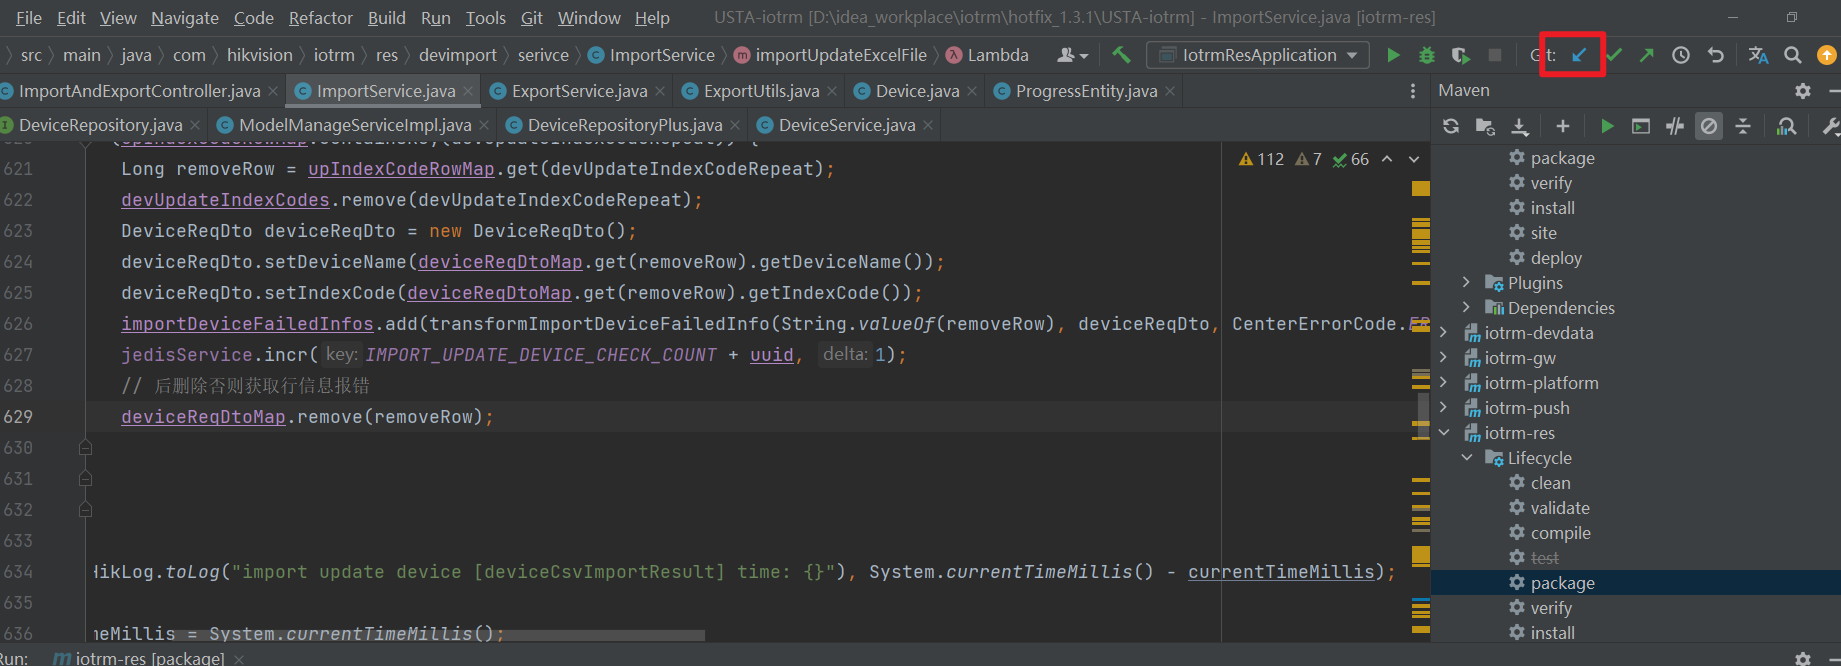 File Edit View Navigate Code Refactor Build Run Tools Git Window Help USTA-iotrm [D:\idea_workplace\iotrm\hotfix_1.3.1\USTA-iotrm] - ImportService.java [iotrm-res]
src main java com hikvision iotrm res devimport serivce ImportService importUpdateExcelFile Lambda IotrmResApplication Git:
ImportAndExportController.java ImportService.java ExportService.java ExportUtils.java Device.java ProgressEntity.java Maven
DeviceRepository.java ModelManageServiceImpl.java DeviceRepositoryPlus.java DeviceService.java
112 7 66
621 Long removeRow = upIndexCodeRowMap.get(devUpdateIndexCodeRepeat);
622 devUpdateIndexCodes.remove(devUpdateIndexCodeRepeat);
623 DeviceReqDto deviceReqDto = new DeviceReqDto();
624 deviceReqDto.setDeviceName(deviceReqDtoMap.get(removeRow).getDeviceName());
625 deviceReqDto.setIndexCode(deviceReqDtoMap.get(removeRow).getIndexCode());
626 importDeviceFailedInfos.add(transformImportDeviceFailedInfo(String.valueOf(removeRow), deviceReqDto, CenterErrorCode.
627 jedisService.incr( key: IMPORT_UPDATE_DEVICE_CHECK_COUNT + uuid, delta: 1);
628 // 后删除否则获取行信息报错
629 deviceReqDtoMap.remove(removeRow);
630
631
632
633
634 HikLog.toLog("import update device [deviceCsvImportResult] time: {}"), System.currentTimeMillis() - currentTimeMillis);
635
636 eMillis = System.currentTimeMillis();
package
verify
install
site
deploy
Plugins
Dependencies
iotrm-devdata
iotrm-gw
iotrm-platform
iotrm-push
iotrm-res
Lifecycle
clean
validate
compile
test
package
verify
install
Run: iotrm-res [package]